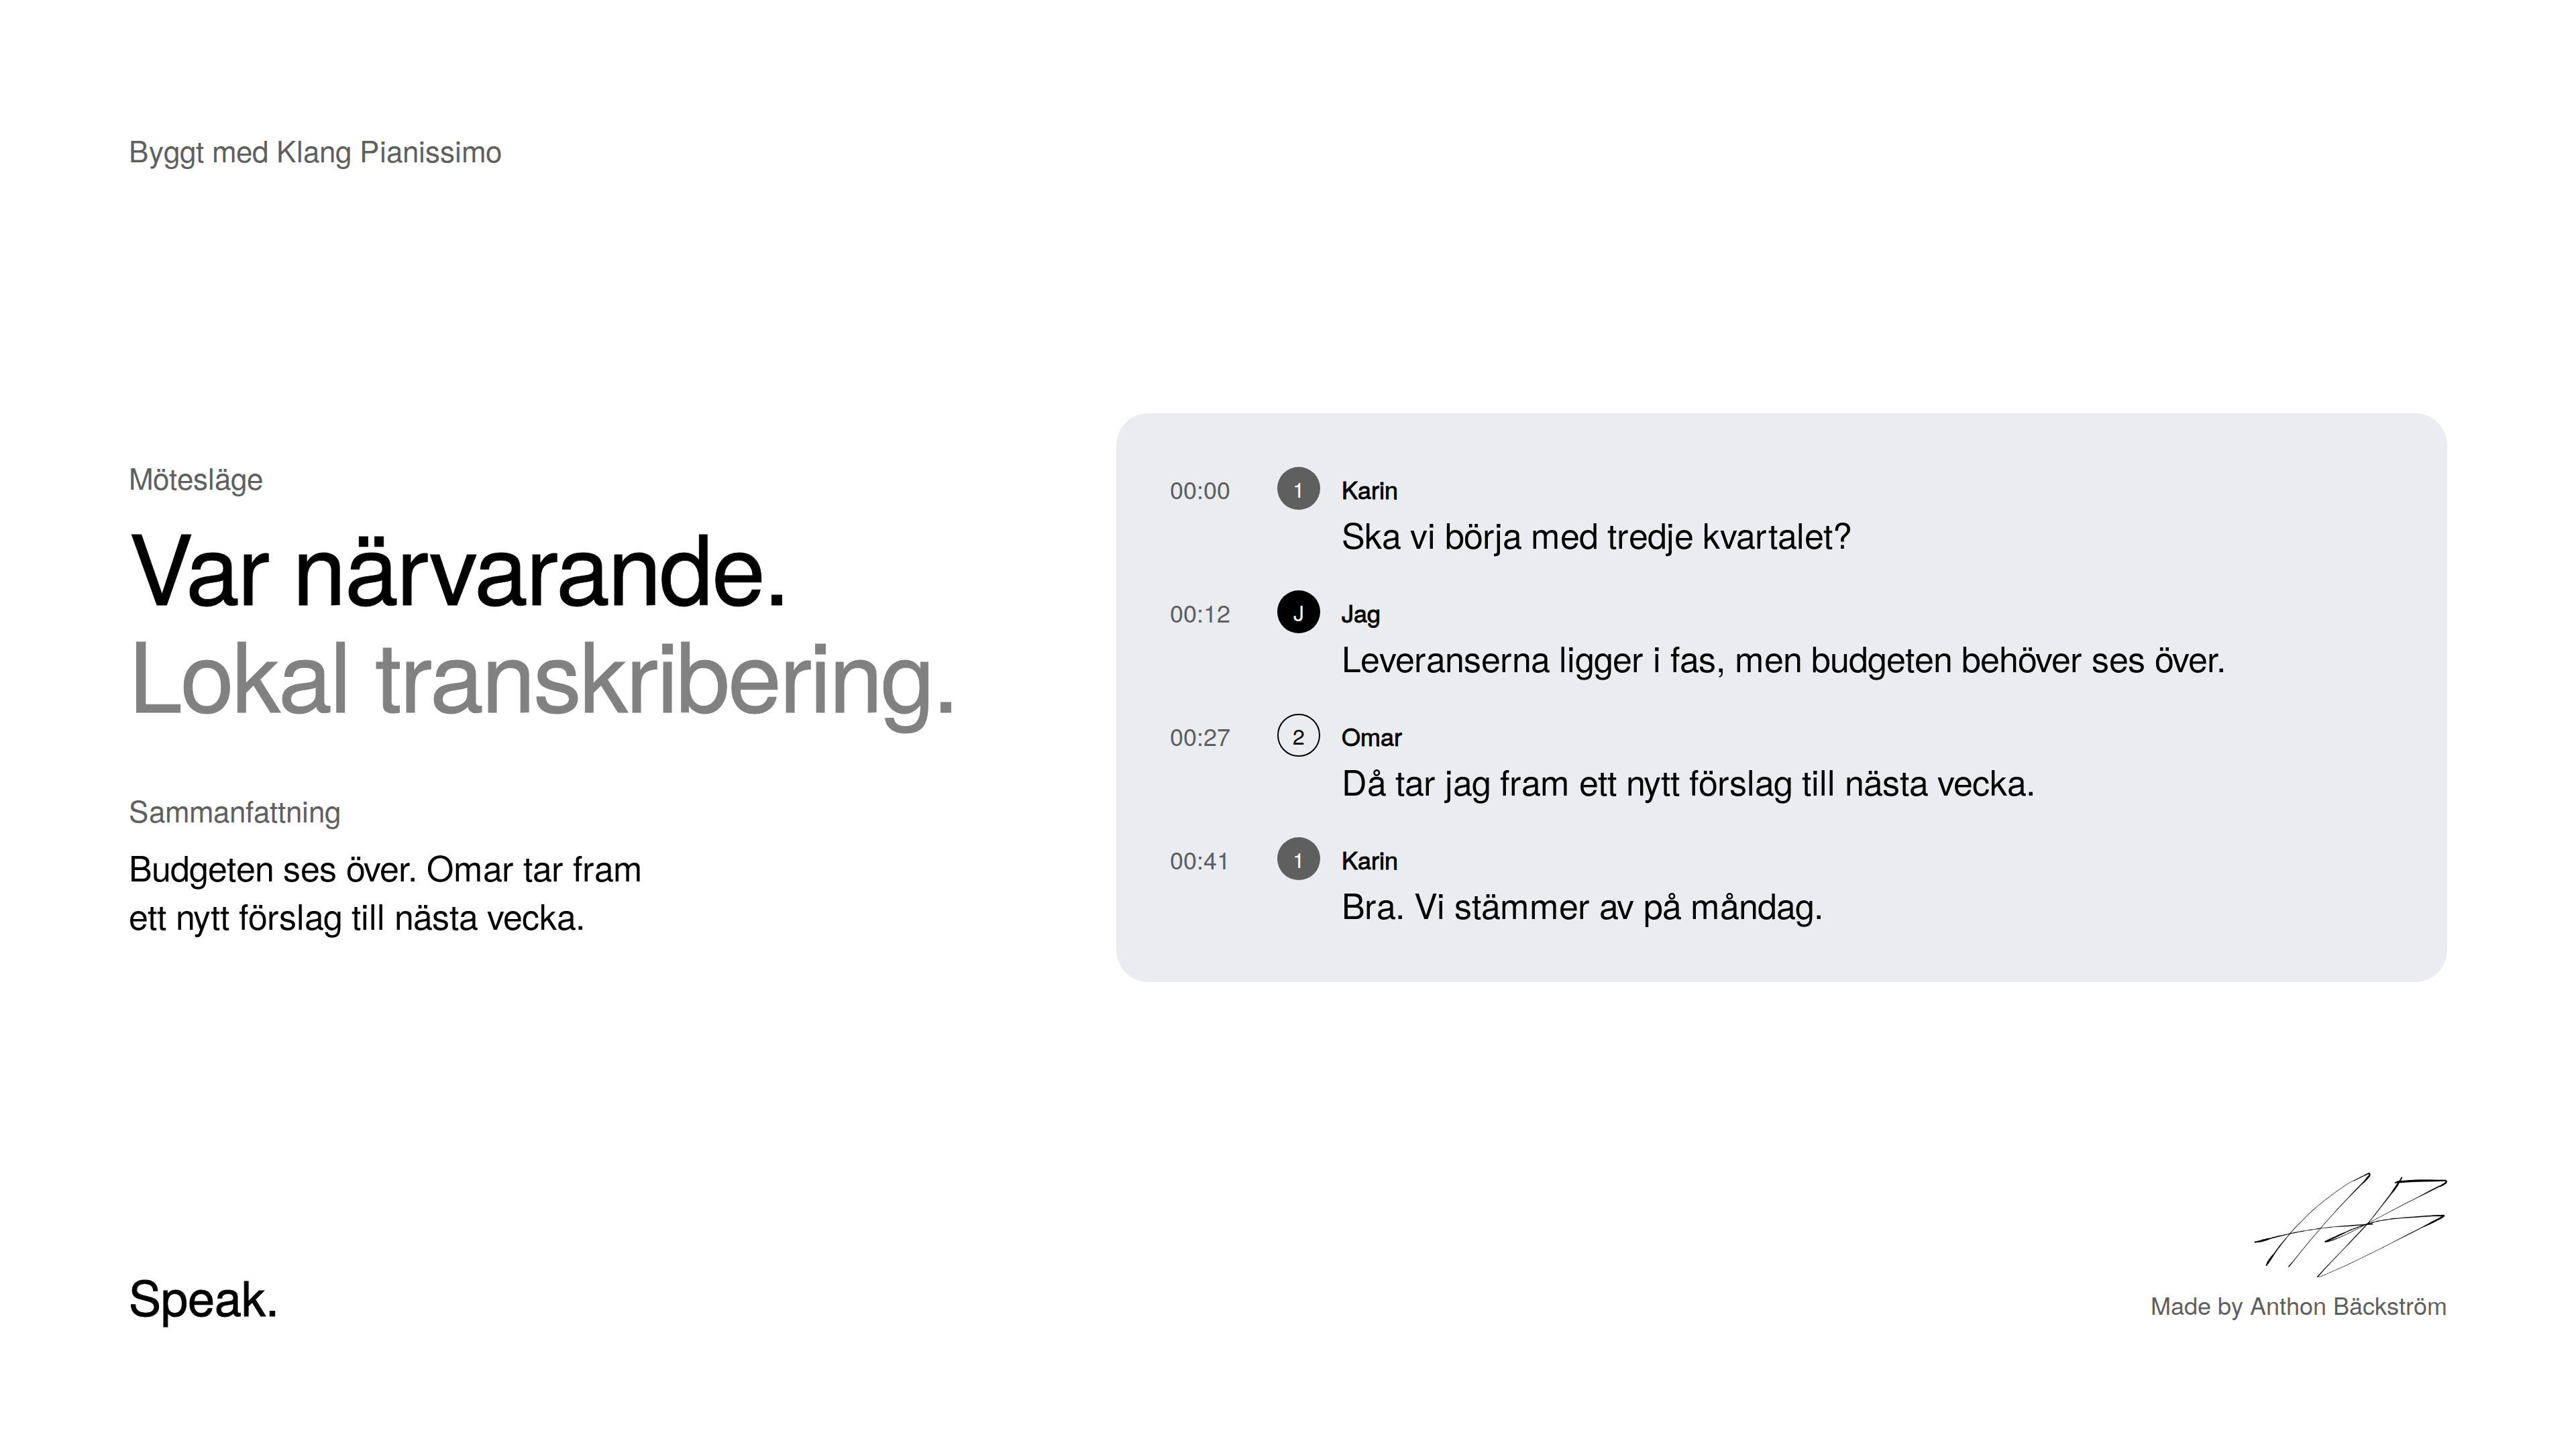 Byggt med Klang Pianissimo
Mötesläge
Var närvarande.
Lokal transkribering.
Sammanfattning
Budgeten ses över. Omar tar fram
ett nytt förslag till nästa vecka.
00:00 1 Karin
Ska vi börja med tredje kvartalet?
00:12 J Jag
Leveranserna ligger i fas, men budgeten behöver ses över.
00:27 2 Omar
Då tar jag fram ett nytt förslag till nästa vecka.
00:41 1 Karin
Bra. Vi stämmer av på måndag.
Speak.
AB
Made by Anthon Bäckström